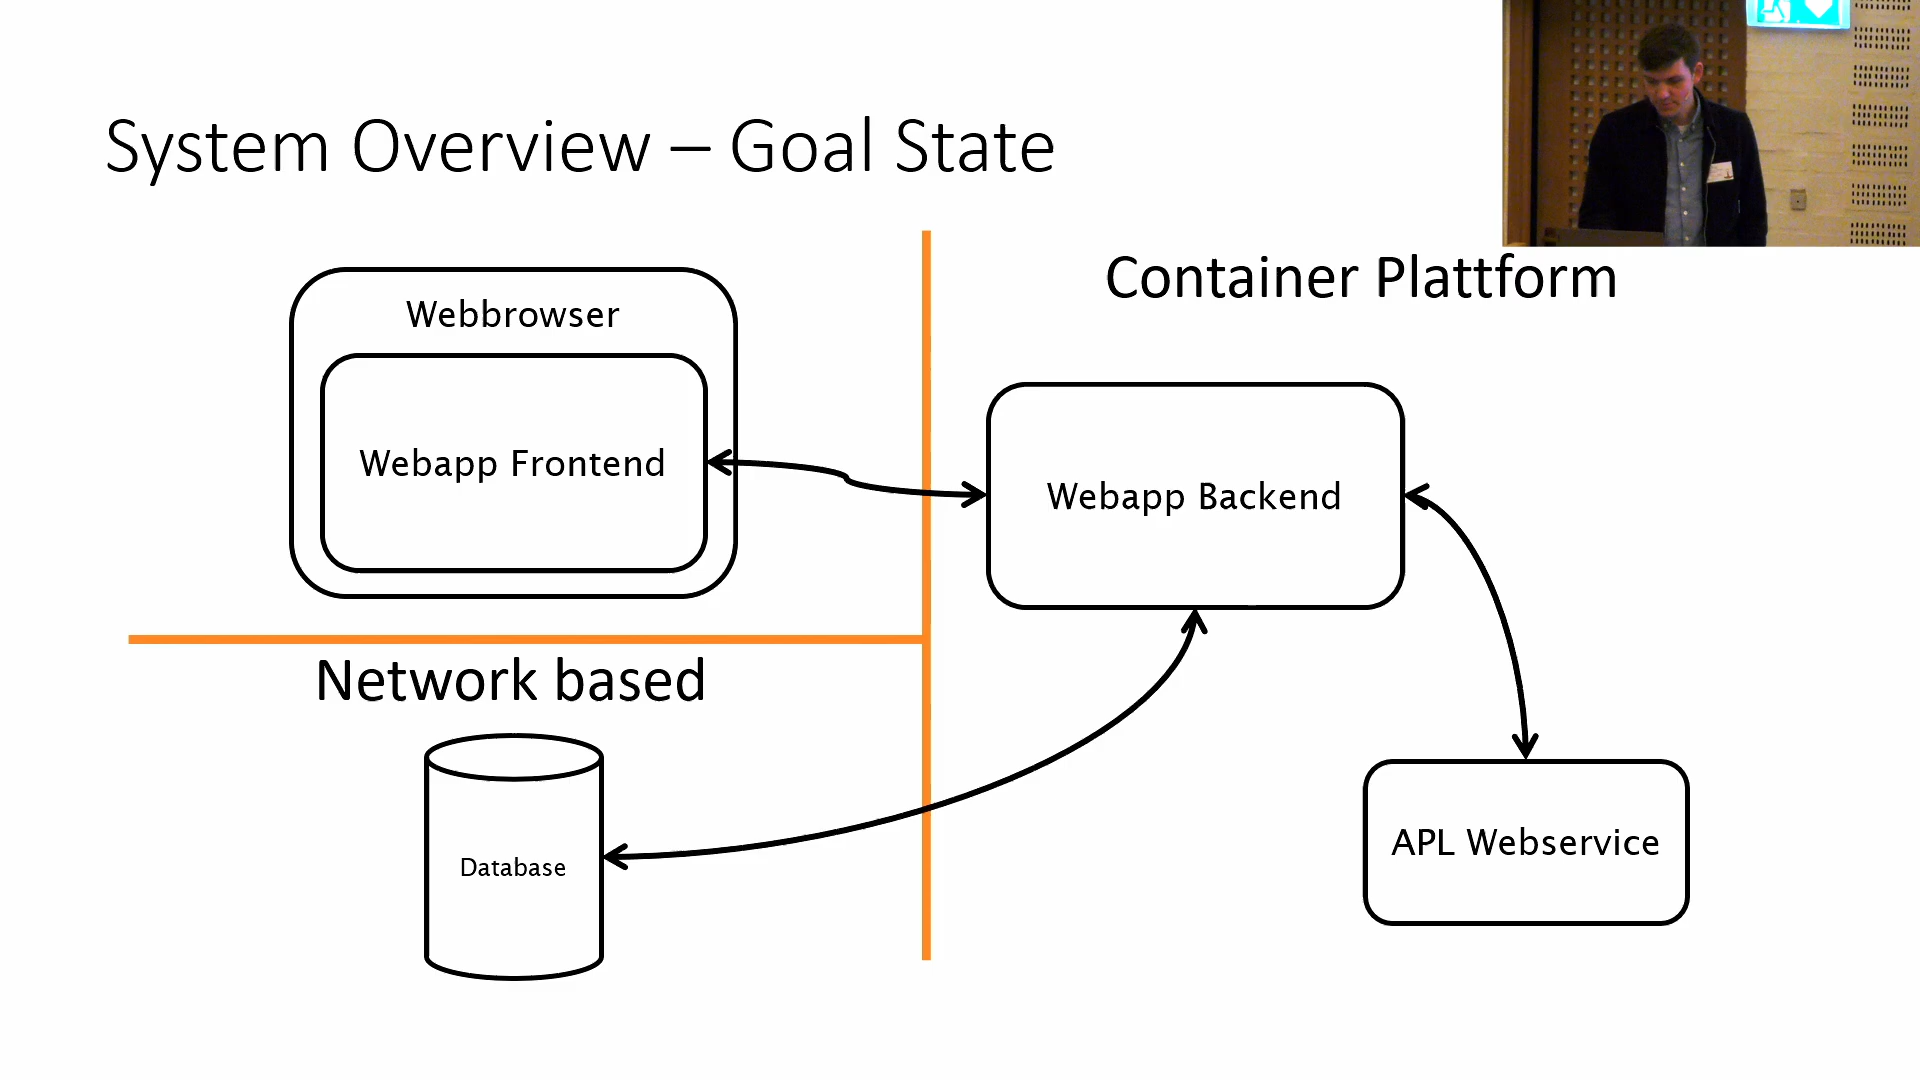 System Overview – Goal State
Container Plattform
Webbrowser
Webapp Frontend
Webapp Backend
Network based
Database
APL Webservice